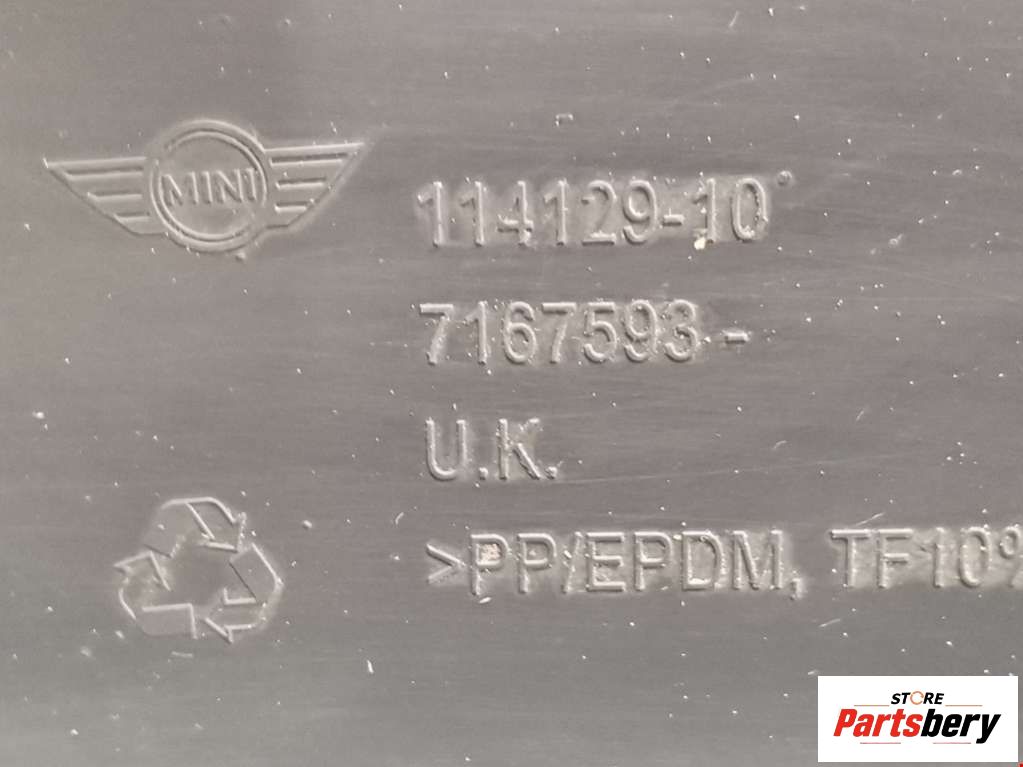 MINI
114129-10
7167593-
U.K.
>PP/EPDM, TF10%
STORE
Partsbery